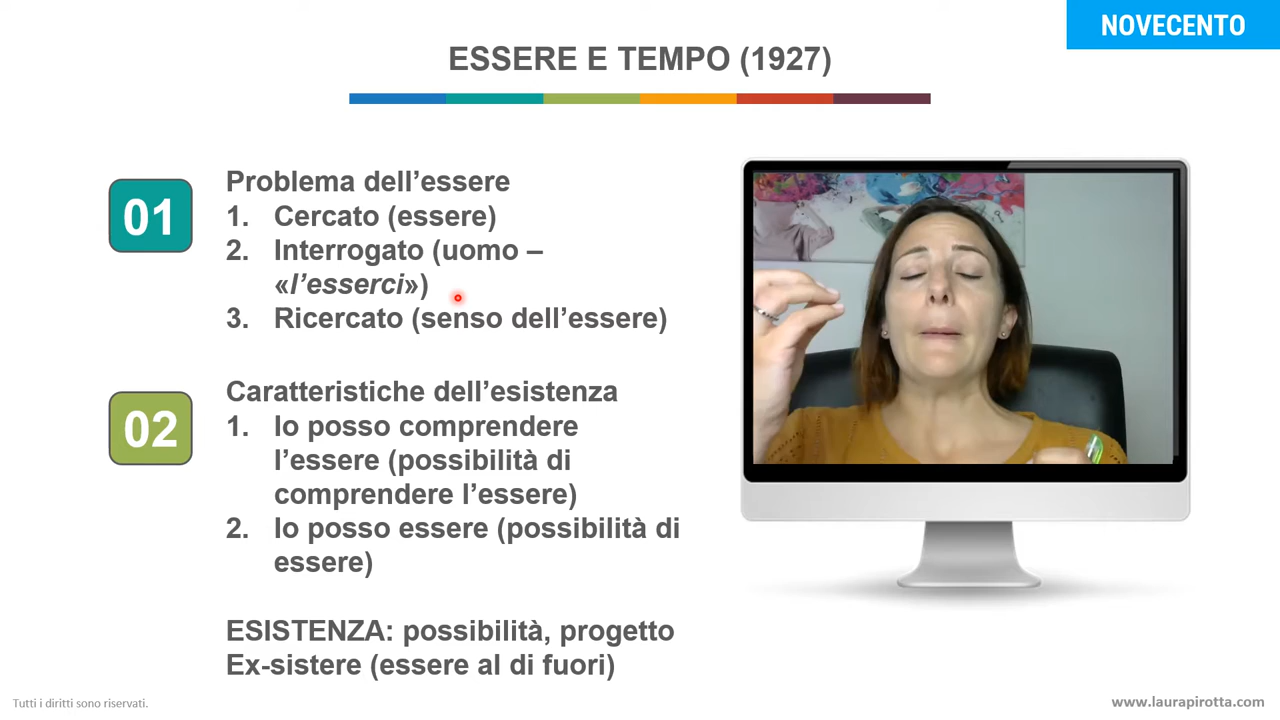 NOVECENTO
ESSERE E TEMPO (1927)
01
Problema dell’essere
1. Cercato (essere)
2. Interrogato (uomo –
«l’esserci»)
3. Ricercato (senso dell’essere)
02
Caratteristiche dell’esistenza
1. Io posso comprendere
l’essere (possibilità di
comprendere l’essere)
2. Io posso essere (possibilità di
essere)
ESISTENZA: possibilità, progetto
Ex-sistere (essere al di fuori)
Tutti i diritti sono riservati.
www.laurapirotta.com